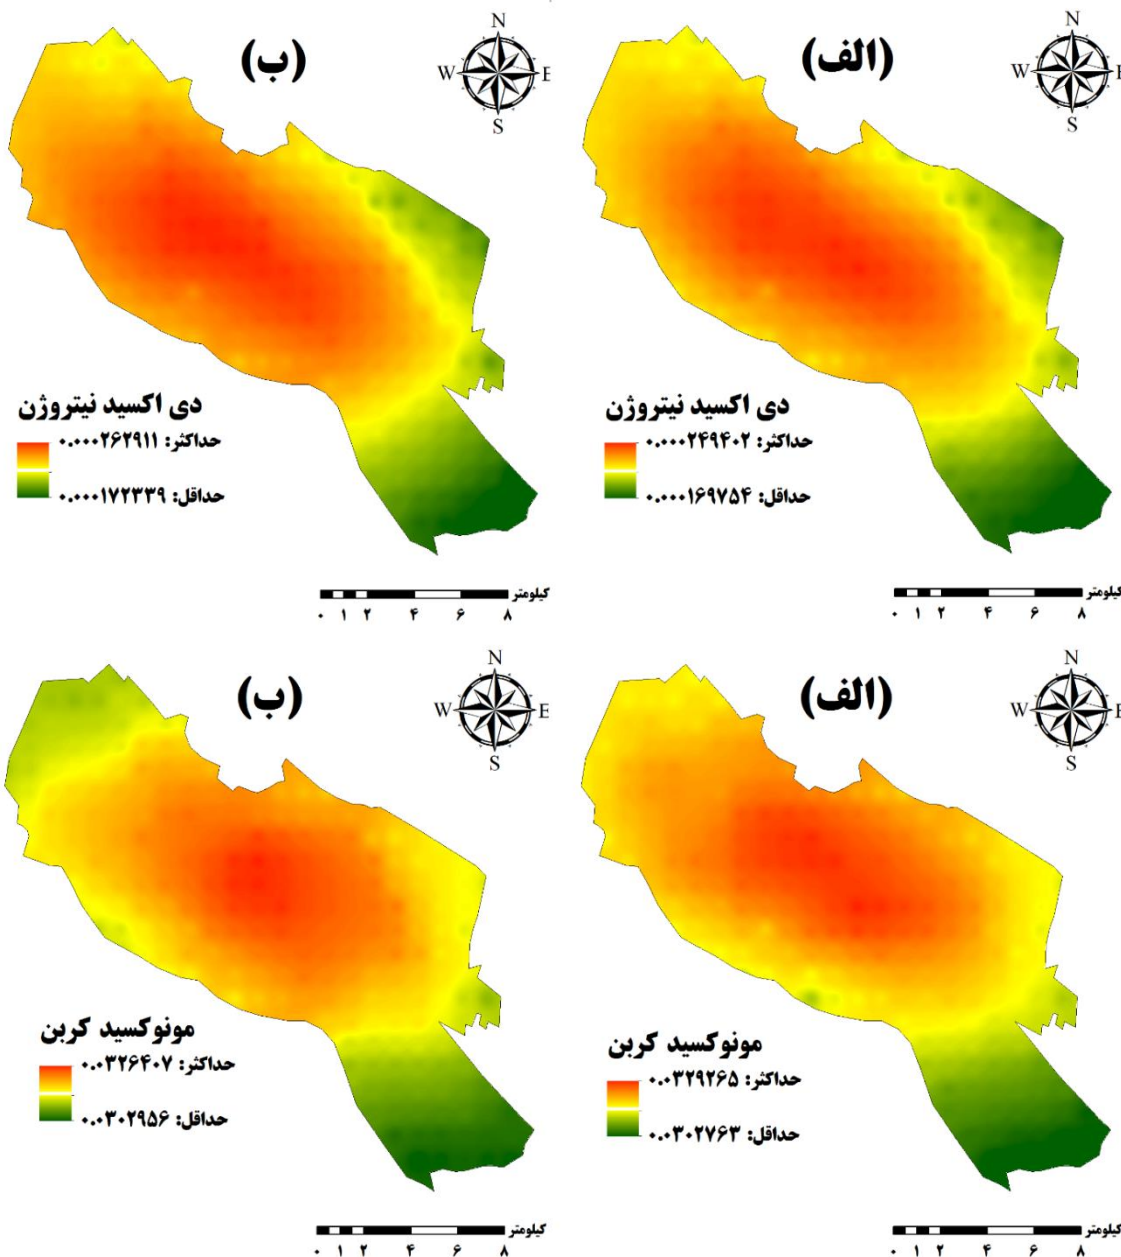 (الف)
N
W E
S
دی اکسید نیتروژن
حداکثر: ۰.۰۰۰۲۴۹۴۰۲
حداقل: ۰.۰۰۰۱۶۹۷۵۴
کیلومتر
۰ ۱ ۲ ۴ ۶ ۸
(ب)
N
W E
S
دی اکسید نیتروژن
حداکثر: ۰.۰۰۰۲۶۲۹۱۱
حداقل: ۰.۰۰۰۱۷۲۳۳۹
کیلومتر
۰ ۱ ۲ ۴ ۶ ۸
(الف)
N
W E
S
مونوکسید کربن
حداکثر: ۰.۰۳۲۹۲۶۵
حداقل: ۰.۰۳۰۲۷۶۳
کیلومتر
۰ ۱ ۲ ۴ ۶ ۸
(ب)
N
W E
S
مونوکسید کربن
حداکثر: ۰.۰۳۲۶۴۰۷
حداقل: ۰.۰۳۰۲۹۵۶
کیلومتر
۰ ۱ ۲ ۴ ۶ ۸